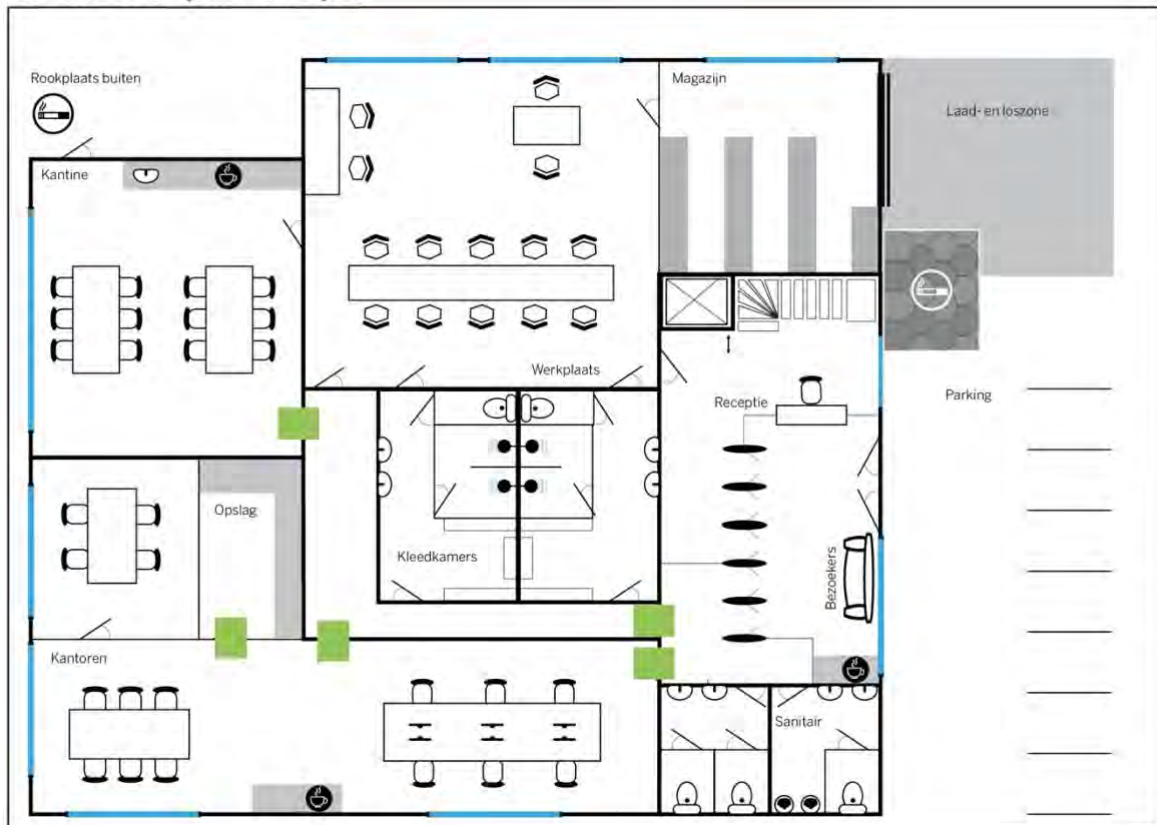 Rookplaats buiten
Magazijn
Laad- en loszone
Kantine
Werkplaats
Receptie
Parking
Opslag
Kleedkamers
Bezoekers
Kantoren
Sanitair